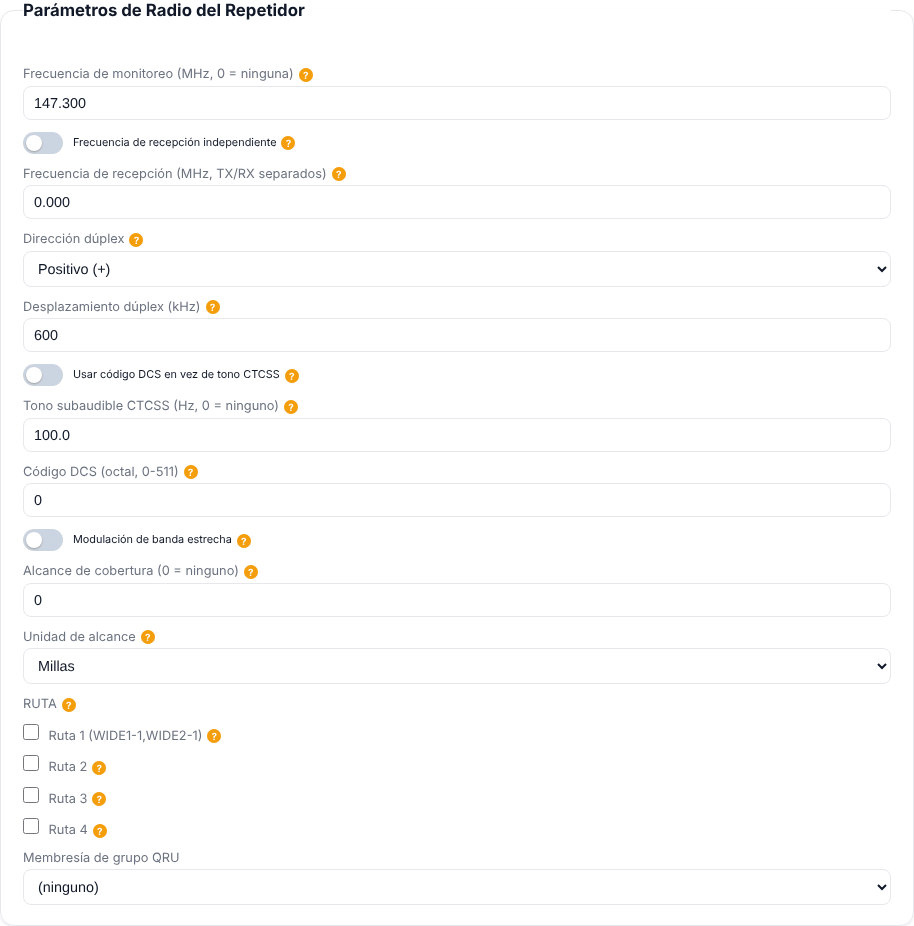 Parámetros de Radio del Repetidor
Frecuencia de monitoreo (MHz, 0 = ninguna) ?
147.300
Frecuencia de recepción independiente ?
Frecuencia de recepción (MHz, TX/RX separados) ?
0.000
Dirección dúplex ?
Positivo (+)
Desplazamiento dúplex (kHz) ?
600
Usar código DCS en vez de tono CTCSS ?
Tono subaudible CTCSS (Hz, 0 = ninguno) ?
100.0
Código DCS (octal, 0-511) ?
0
Modulación de banda estrecha ?
Alcance de cobertura (0 = ninguno) ?
0
Unidad de alcance ?
Millas
RUTA ?
Ruta 1 (WIDE1-1,WIDE2-1) ?
Ruta 2 ?
Ruta 3 ?
Ruta 4 ?
Membresía de grupo QRU
(ninguno)